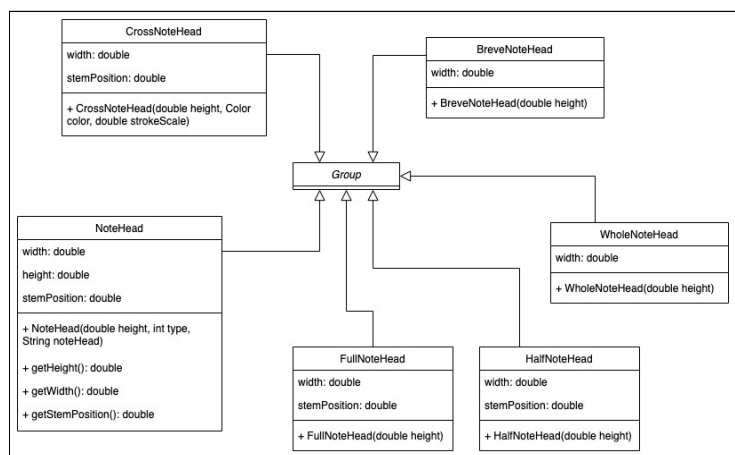 CrossNoteHead
width: double
stemPosition: double
+ CrossNoteHead(double height, Color
color, double strokeScale)
BreveNoteHead
width: double
+ BreveNoteHead(double height)
Group
NoteHead
width: double
height: double
stemPosition: double
+ NoteHead(double height, int type,
String noteHead)
+ getHeight(): double
+ getWidth(): double
+ getStemPosition(): double
WholeNoteHead
width: double
+ WholeNoteHead(double height)
FullNoteHead
width: double
stemPosition: double
+ FullNoteHead(double height)
HalfNoteHead
width: double
stemPosition: double
+ HalfNoteHead(double height)